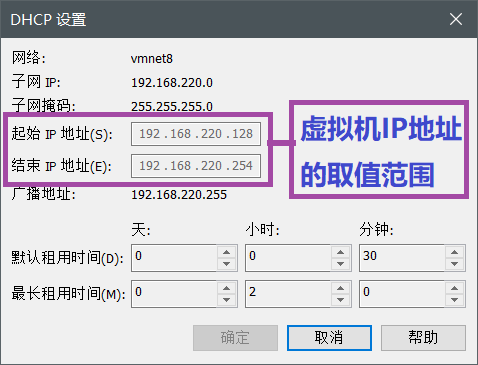 DHCP 设置
网络: vmnet8
子网 IP: 192.168.220.0
子网掩码: 255.255.255.0
起始 IP 地址(S): 192 .168 .220 .128
结束 IP 地址(E): 192 .168 .220 .254
广播地址: 192.168.220.255
虚拟机IP地址
的取值范围
天: 小时: 分钟:
默认租用时间(D): 0 0 30
最长租用时间(M): 0 2 0
确定 取消 帮助